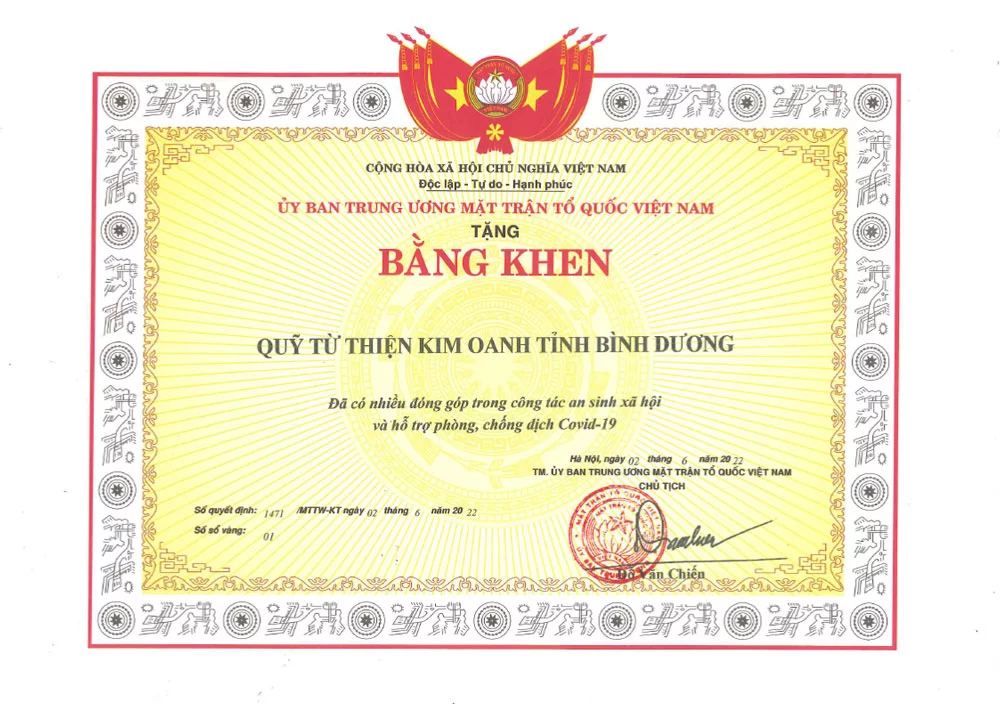 CỘNG HÒA XÃ HỘI CHỦ NGHĨA VIỆT NAM
Độc lập - Tự do - Hạnh phúc
ỦY BAN TRUNG ƯƠNG MẶT TRẬN TỔ QUỐC VIỆT NAM
TẶNG
BẰNG KHEN
QUỸ TỪ THIỆN KIM OANH TỈNH BÌNH DƯƠNG
Đã có nhiều đóng góp trong công tác an sinh xã hội
và hỗ trợ phòng, chống dịch Covid-19
Hà Nội, ngày 02 tháng 6 năm 2022
TM. ỦY BAN TRUNG ƯƠNG MẶT TRẬN TỔ QUỐC VIỆT NAM
CHỦ TỊCH
Số quyết định: 1471 /MTTW-KT ngày 02 tháng 6 năm 2022
Số sổ vàng: 01
Đỗ Văn Chiến